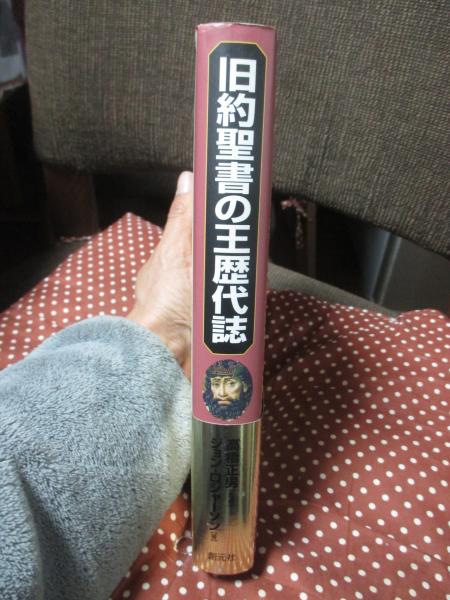 旧約聖書の王歴代誌
高橋正男
ジョン・ロジャーソン 著
創元社